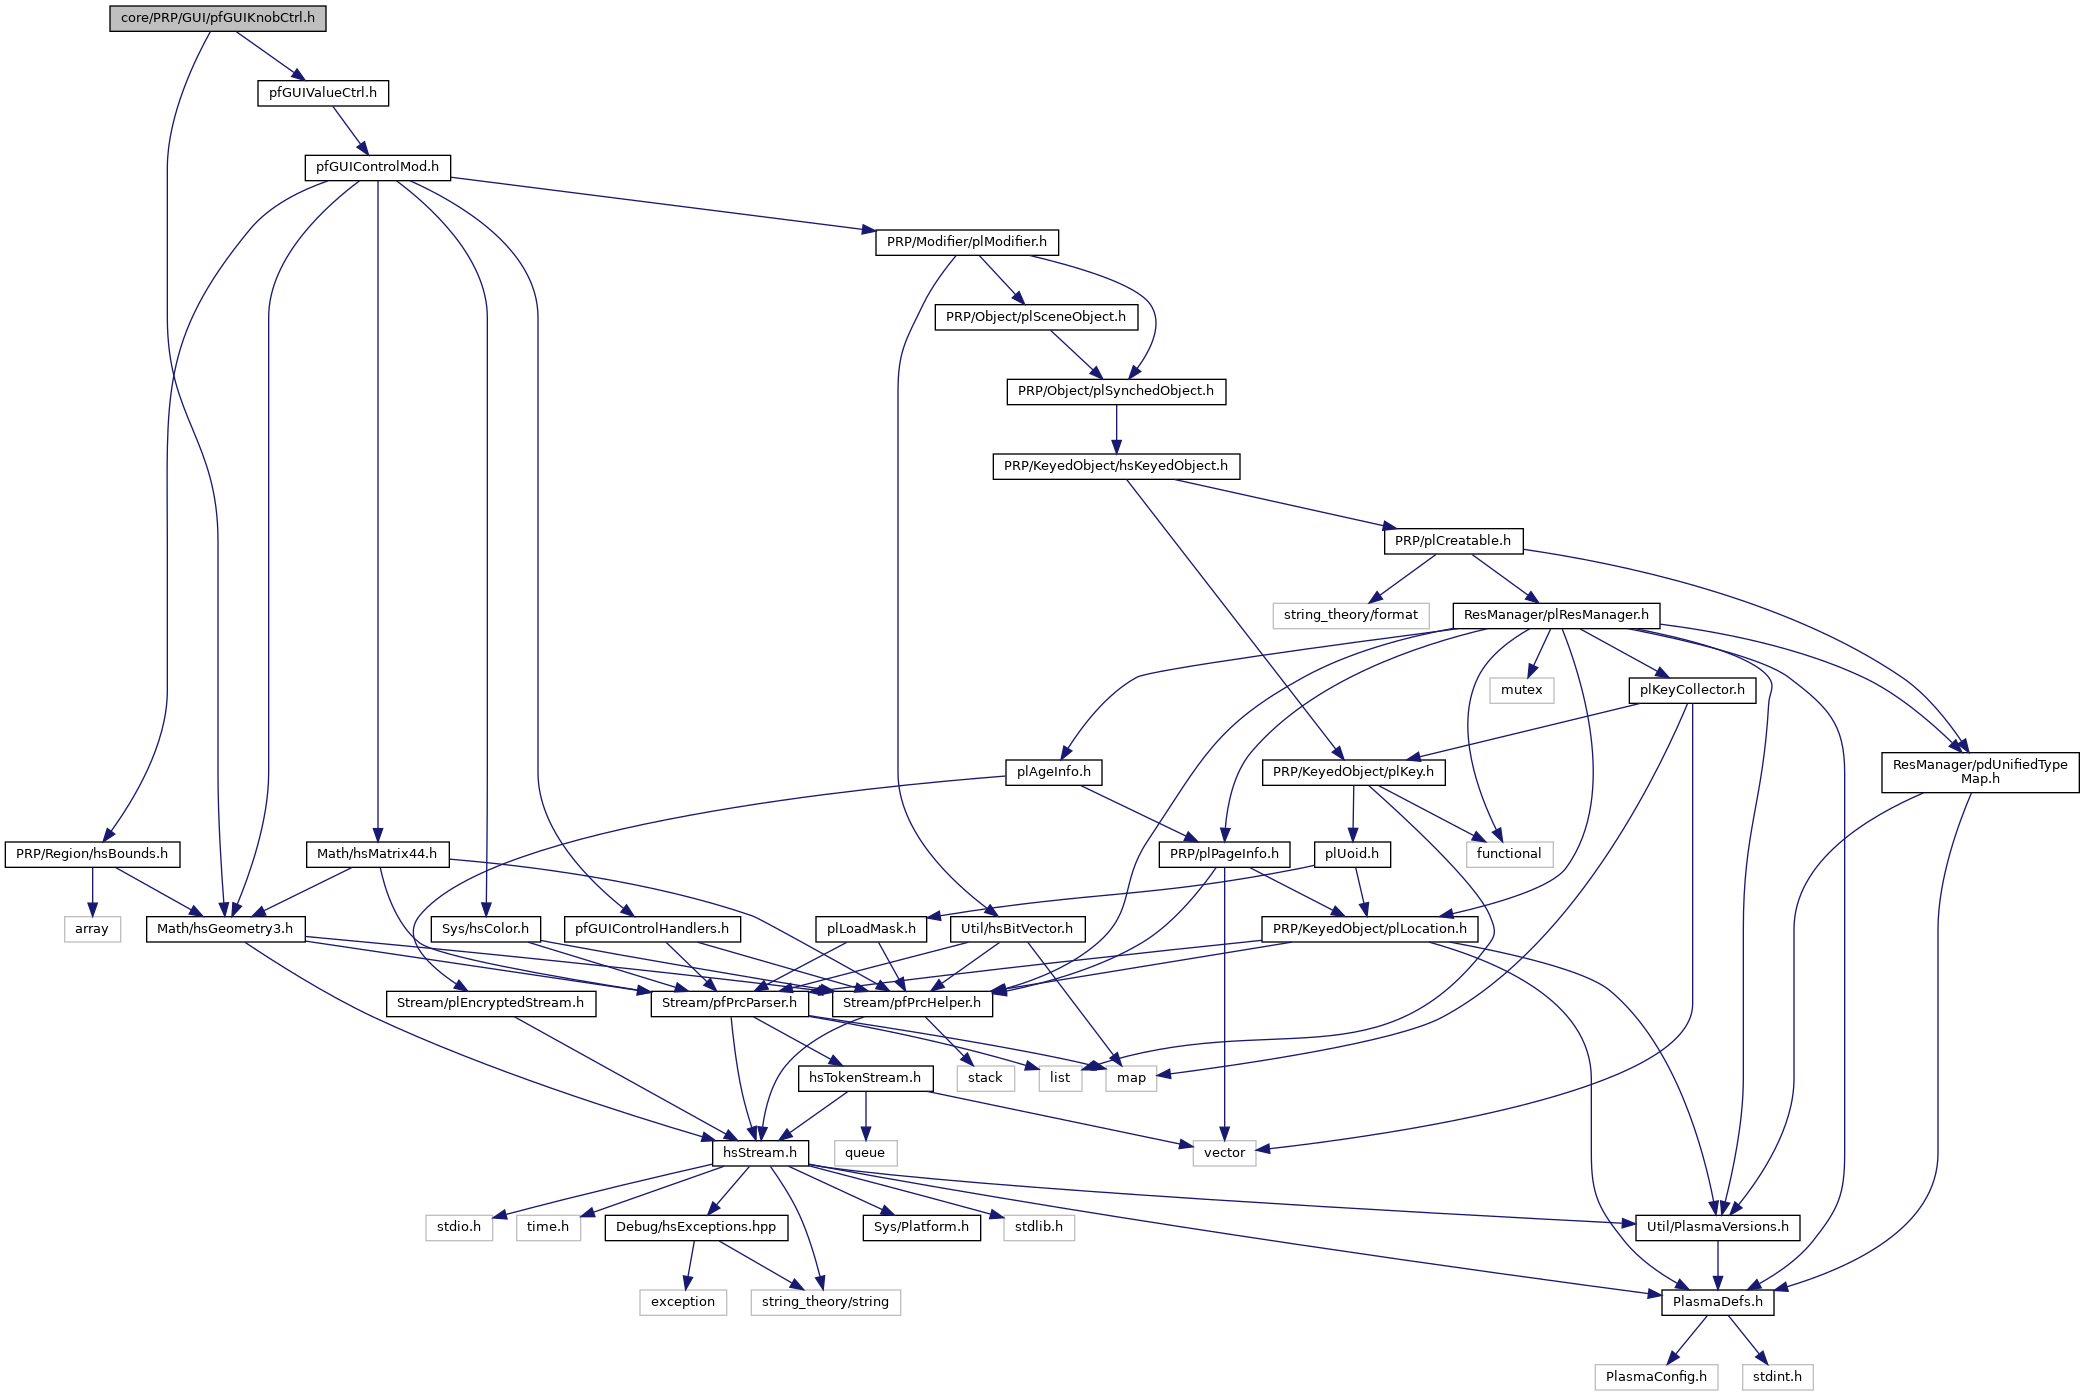 core/PRP/GUI/pfGUIKnobCtrl.h
pfGUIValueCtrl.h
pfGUIControlMod.h
PRP/Modifier/plModifier.h
PRP/Object/plSceneObject.h
PRP/Object/plSynchedObject.h
PRP/KeyedObject/hsKeyedObject.h
PRP/plCreatable.h
string_theory/format
ResManager/plResManager.h
mutex
plKeyCollector.h
plAgeInfo.h
PRP/KeyedObject/plKey.h
ResManager/pdUnifiedType
Map.h
PRP/Region/hsBounds.h
Math/hsMatrix44.h
PRP/plPageInfo.h
plUoid.h
functional
array
Math/hsGeometry3.h
Sys/hsColor.h
pfGUIControlHandlers.h
plLoadMask.h
Util/hsBitVector.h
PRP/KeyedObject/plLocation.h
Stream/plEncryptedStream.h
Stream/pfPrcParser.h
Stream/pfPrcHelper.h
hsTokenStream.h
stack
list
map
hsStream.h
queue
vector
stdio.h
time.h
Debug/hsExceptions.hpp
Sys/Platform.h
stdlib.h
Util/PlasmaVersions.h
exception
string_theory/string
PlasmaDefs.h
PlasmaConfig.h
stdint.h